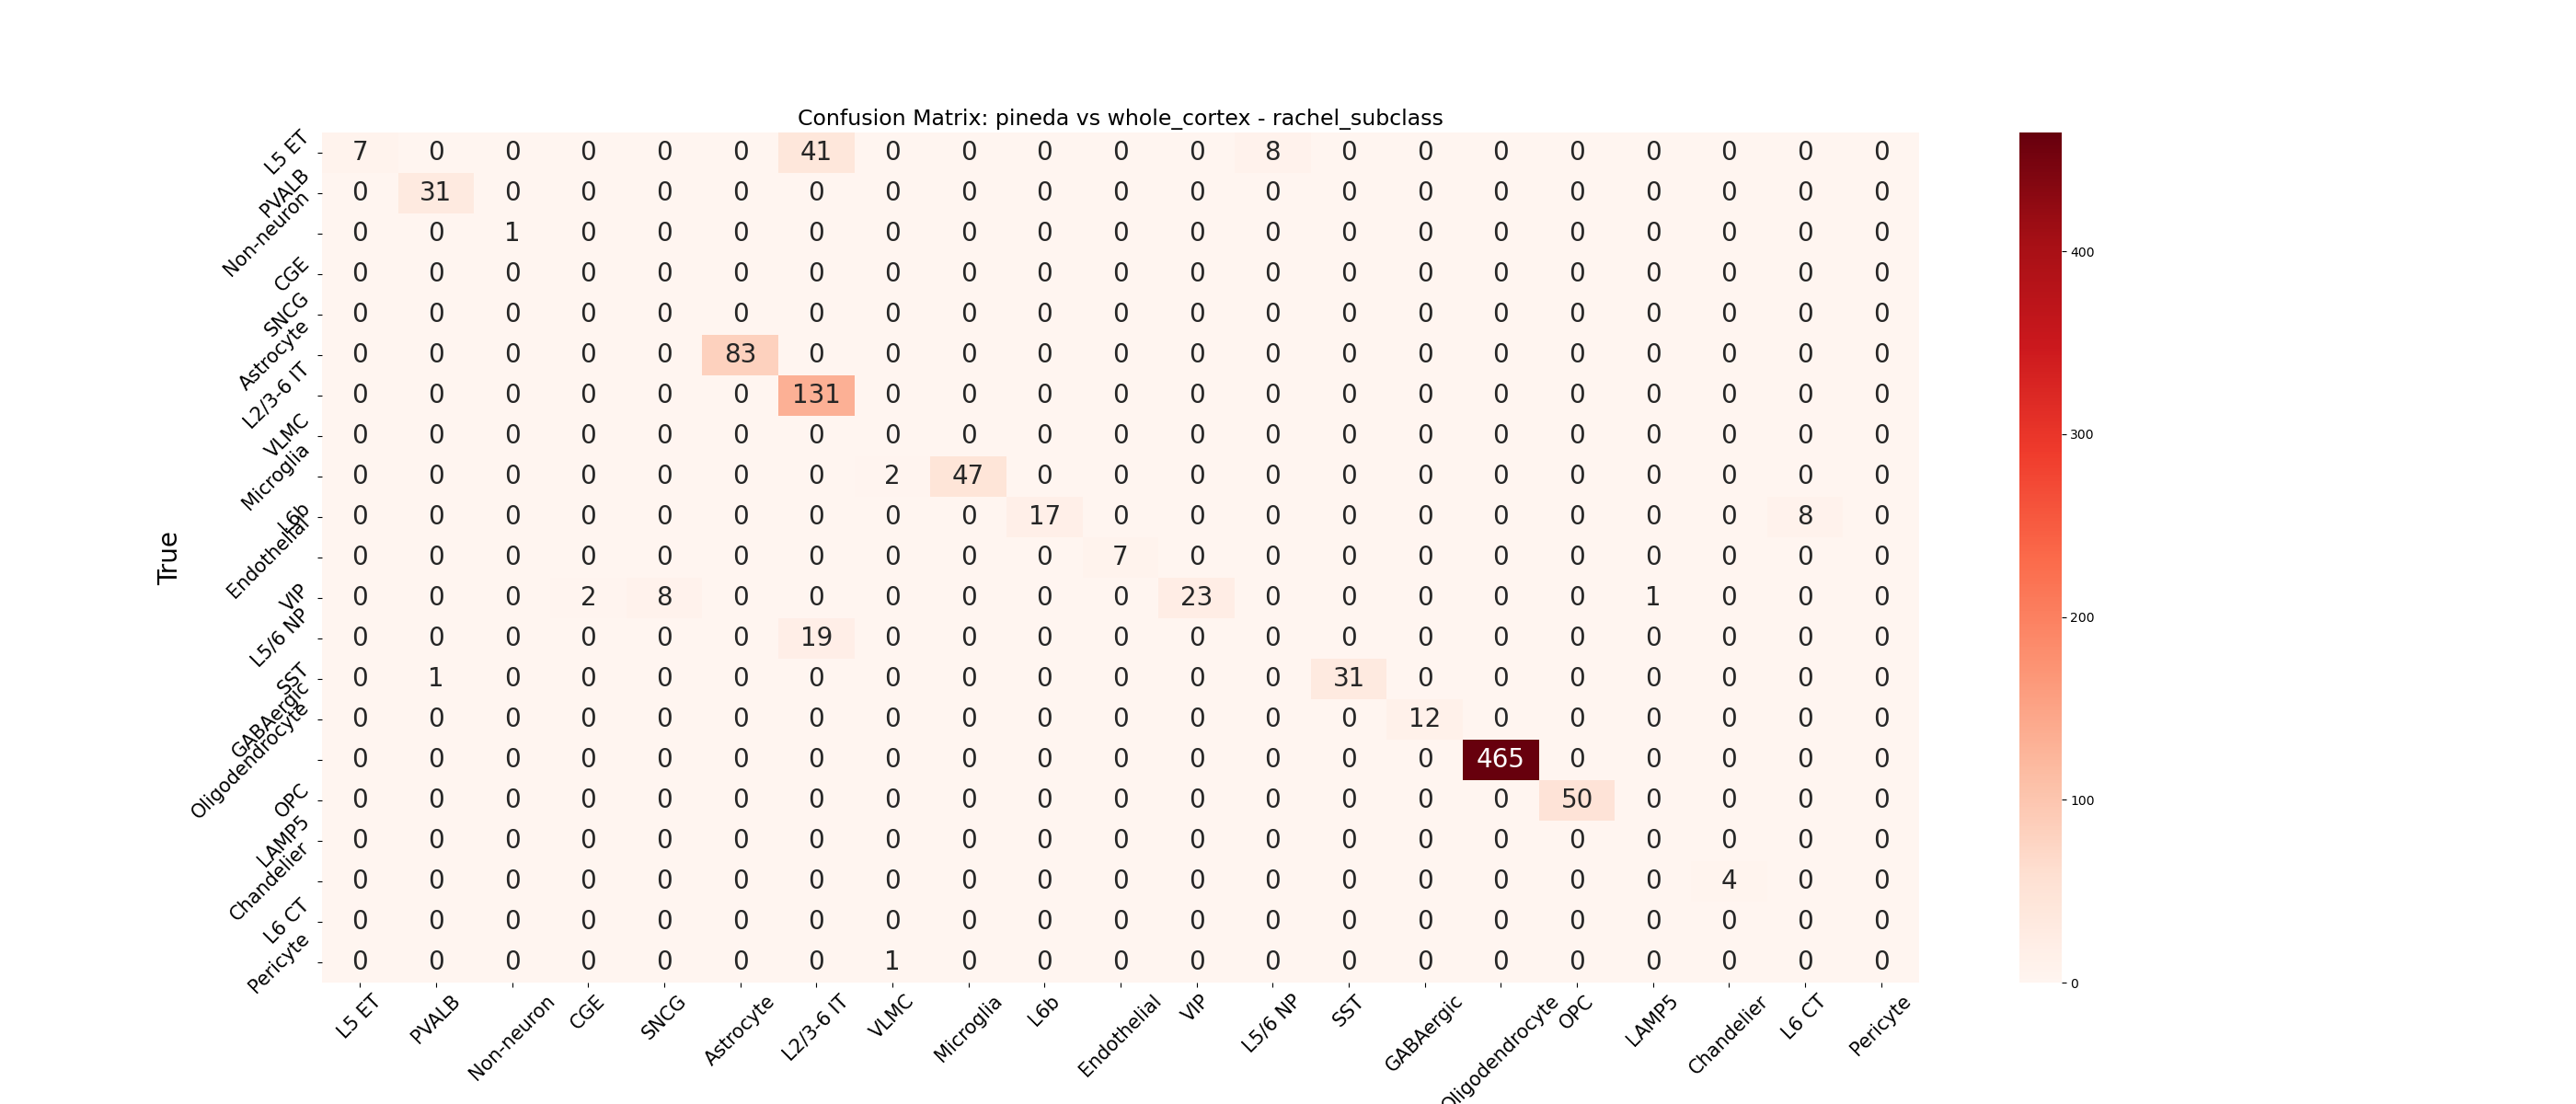 Confusion Matrix: pineda vs whole_cortex - rachel_subclass
True
L5 ET 7 0 0 0 0 0 41 0 0 0 0 0 8 0 0 0 0 0 0 0 0
PVALB 0 31 0 0 0 0 0 0 0 0 0 0 0 0 0 0 0 0 0 0 0
Non-neuron 0 0 1 0 0 0 0 0 0 0 0 0 0 0 0 0 0 0 0 0 0
CGE 0 0 0 0 0 0 0 0 0 0 0 0 0 0 0 0 0 0 0 0 0
SNCG 0 0 0 0 0 0 0 0 0 0 0 0 0 0 0 0 0 0 0 0 0
Astrocyte 0 0 0 0 0 83 0 0 0 0 0 0 0 0 0 0 0 0 0 0 0
L2/3-6 IT 0 0 0 0 0 0 131 0 0 0 0 0 0 0 0 0 0 0 0 0 0
VLMC 0 0 0 0 0 0 0 0 0 0 0 0 0 0 0 0 0 0 0 0 0
Microglia 0 0 0 0 0 0 0 2 47 0 0 0 0 0 0 0 0 0 0 0 0
L6b 0 0 0 0 0 0 0 0 0 17 0 0 0 0 0 0 0 0 0 8 0
Endothelial 0 0 0 0 0 0 0 0 0 0 7 0 0 0 0 0 0 0 0 0 0
VIP 0 0 0 2 8 0 0 0 0 0 0 23 0 0 0 0 0 1 0 0 0
L5/6 NP 0 0 0 0 0 0 19 0 0 0 0 0 0 0 0 0 0 0 0 0 0
SST 0 1 0 0 0 0 0 0 0 0 0 0 0 31 0 0 0 0 0 0 0
GABAergic 0 0 0 0 0 0 0 0 0 0 0 0 0 0 12 0 0 0 0 0 0
Oligodendrocyte 0 0 0 0 0 0 0 0 0 0 0 0 0 0 0 465 0 0 0 0 0
OPC 0 0 0 0 0 0 0 0 0 0 0 0 0 0 0 0 50 0 0 0 0
LAMP5 0 0 0 0 0 0 0 0 0 0 0 0 0 0 0 0 0 0 0 0 0
Chandelier 0 0 0 0 0 0 0 0 0 0 0 0 0 0 0 0 0 0 4 0 0
L6 CT 0 0 0 0 0 0 0 0 0 0 0 0 0 0 0 0 0 0 0 0 0
Pericyte 0 0 0 0 0 0 0 1 0 0 0 0 0 0 0 0 0 0 0 0 0
L5 ET PVALB Non-neuron CGE SNCG Astrocyte L2/3-6 IT VLMC Microglia L6b Endothelial VIP L5/6 NP SST GABAergic Oligodendrocyte OPC LAMP5 Chandelier L6 CT Pericyte
400
300
200
100
0